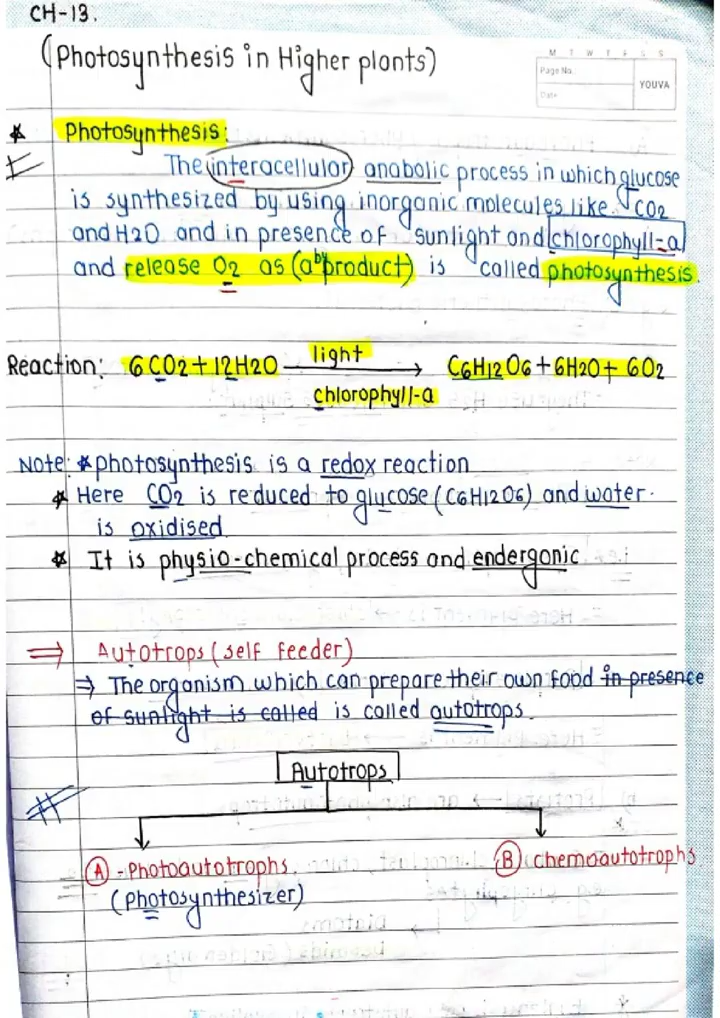 CH-13.
(Photosynthesis in Higher plants)
M T W T F S S
Page No.
Date
YOUVA
* Photosynthesis:
The interacellular anabolic process in which glucose
is synthesized by using inorganic molecules like CO2
and H2O and in presence of sunlight and chlorophyll-a
and release O2 as (a by product) is called photosynthesis.
Reaction: 6CO2 + 12H2O light → C6H12O6 + 6H2O + 6O2
chlorophyll-a
Note: * photosynthesis is a redox reaction
* Here CO2 is reduced to glucose (C6H12O6) and water
is oxidised
* It is physio-chemical process and endergonic
⇒ Autotrops (self feeder)
⇒ The organism which can prepare their own food in presence
of sunlight is called is called autotrops.
Autotrops
#
(A) - Photoautotrophs. (B) chemoautotrophs
(photosynthesizer)